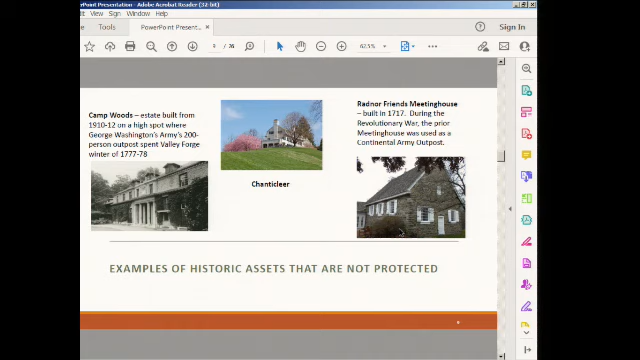 PowerPoint Presentation - Adobe Acrobat Reader (32-bit)
View Sign Window Help
Tools
PowerPoint Present...
Sign In
/ 26
62.5%
Camp Woods – estate built from
1910-12 on a high spot where
George Washington's Army's 200-
person outpost spent Valley Forge
winter of 1777-78
Chanticleer
Radnor Friends Meetinghouse
– built in 1717. During the
Revolutionary War, the prior
Meetinghouse was used as a
Continental Army Outpost.
EXAMPLES OF HISTORIC ASSETS THAT ARE NOT PROTECTED